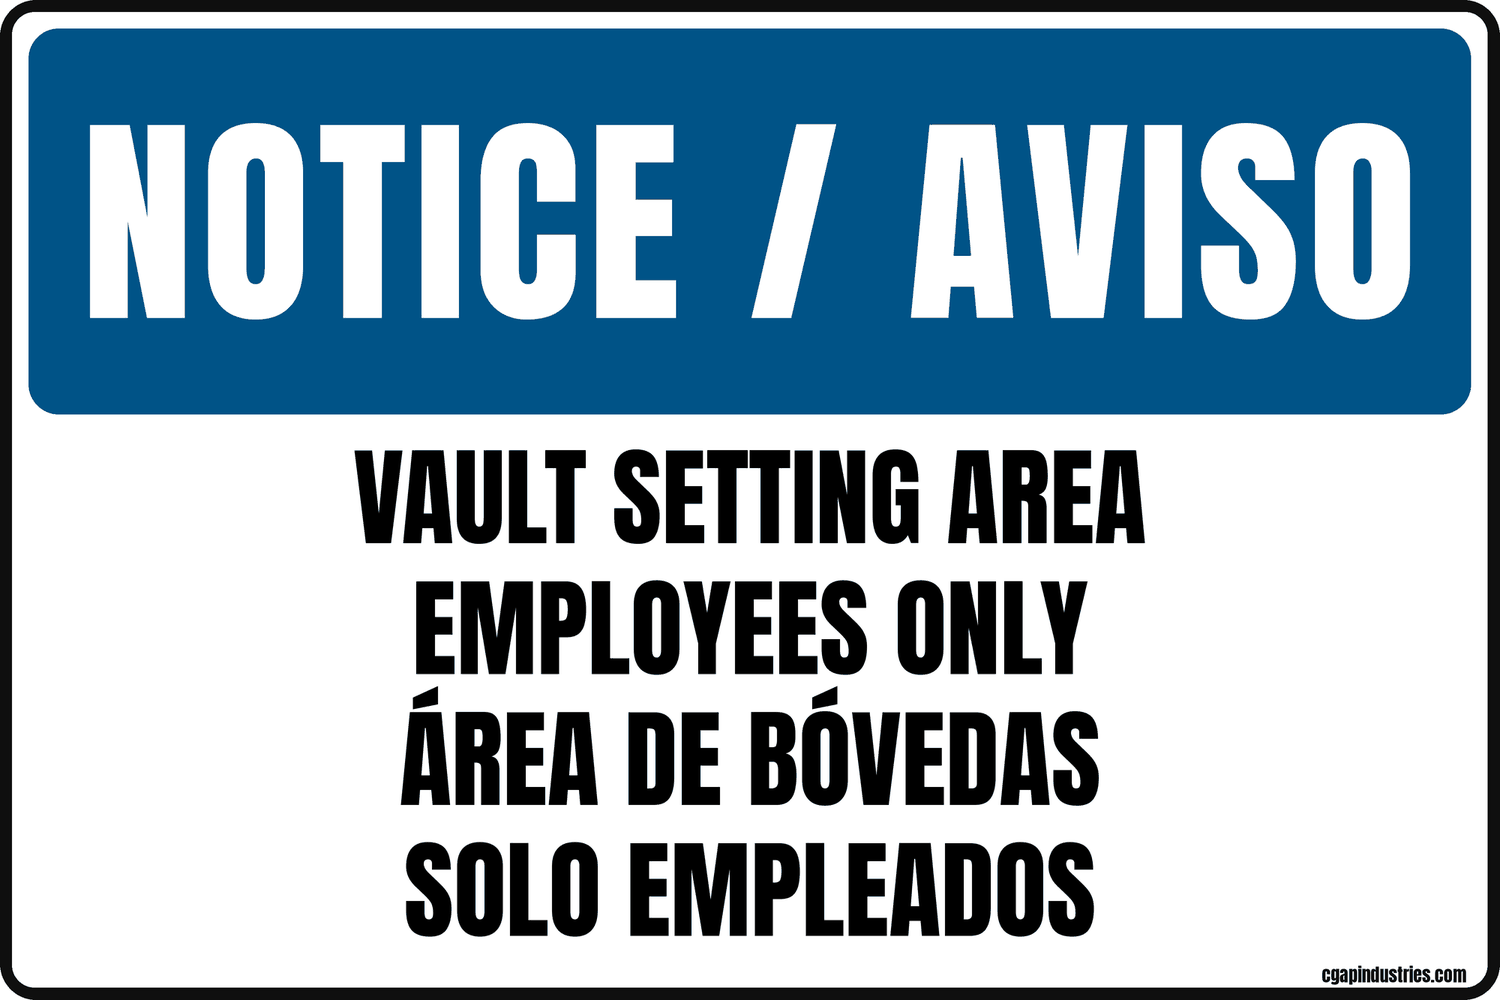 NOTICE / AVISO
VAULT SETTING AREA
EMPLOYEES ONLY
ÁREA DE BÓVEDAS
SOLO EMPLEADOS
cgapindustries.com